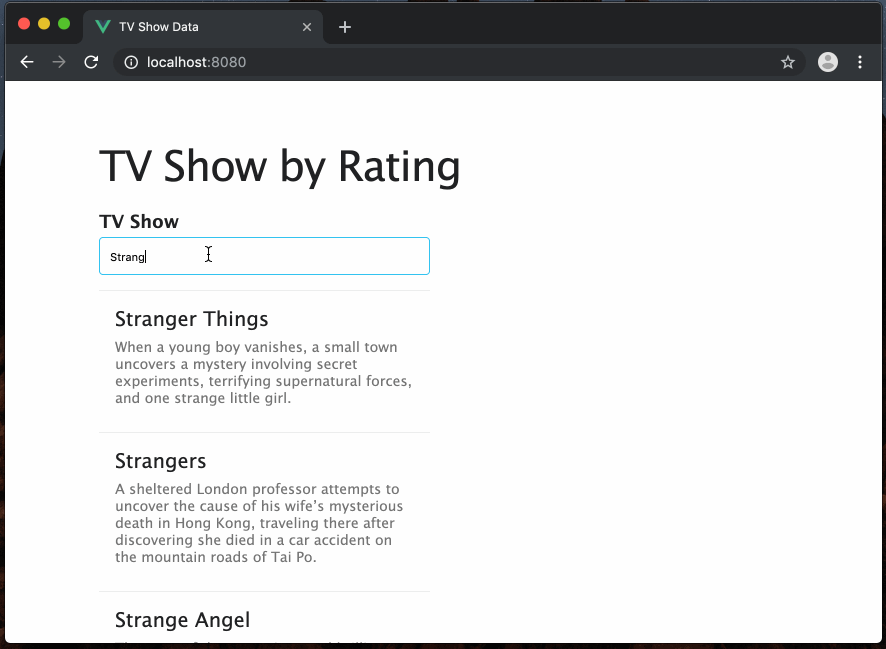 TV Show Data
localhost:8080
TV Show by Rating
TV Show
Strang
Stranger Things
When a young boy vanishes, a small town
uncovers a mystery involving secret
experiments, terrifying supernatural forces,
and one strange little girl.
Strangers
A sheltered London professor attempts to
uncover the cause of his wife’s mysterious
death in Hong Kong, traveling there after
discovering she died in a car accident on
the mountain roads of Tai Po.
Strange Angel